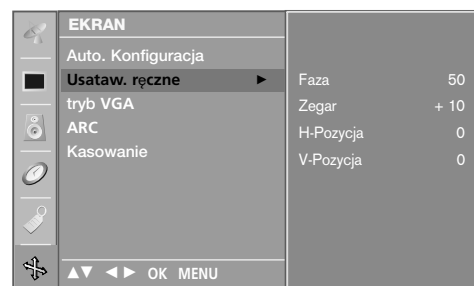 EKRAN
Auto. Konfiguracja
Usataw. ręczne ►
tryb VGA
ARC
Kasowanie
▲▼ ◄► OK MENU
Faza 50
Zegar + 10
H-Pozycja 0
V-Pozycja 0